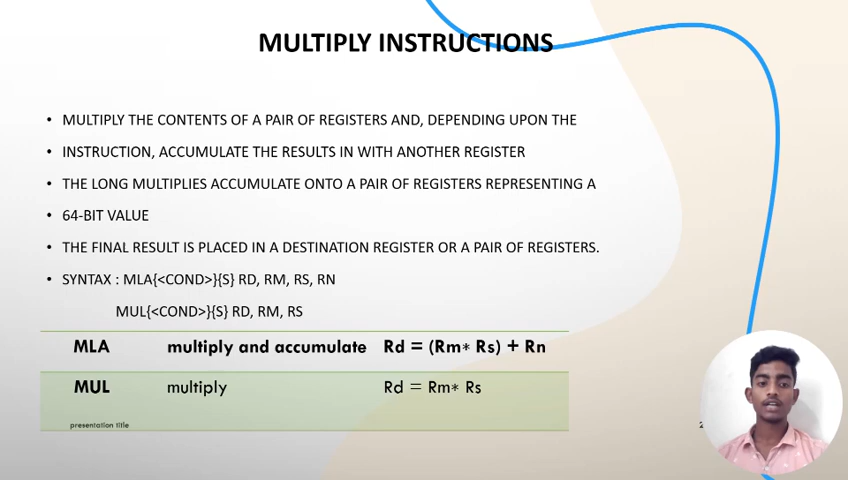 MULTIPLY INSTRUCTIONS
• MULTIPLY THE CONTENTS OF A PAIR OF REGISTERS AND, DEPENDING UPON THE
• INSTRUCTION, ACCUMULATE THE RESULTS IN WITH ANOTHER REGISTER
• THE LONG MULTIPLIES ACCUMULATE ONTO A PAIR OF REGISTERS REPRESENTING A
• 64-BIT VALUE
• THE FINAL RESULT IS PLACED IN A DESTINATION REGISTER OR A PAIR OF REGISTERS.
• SYNTAX : MLA{<COND>}{S} RD, RM, RS, RN
MUL{<COND>}{S} RD, RM, RS
MLA multiply and accumulate Rd = (Rm* Rs) + Rn
MUL multiply Rd = Rm* Rs
presentation title